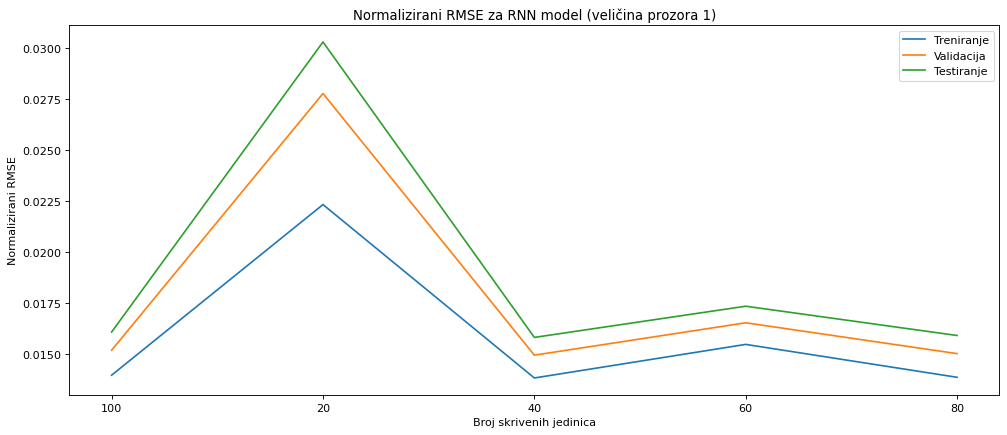 Normalizirani RMSE za RNN model (veličina prozora 1)
Treniranje
Validacija
Testiranje
Normalizirani RMSE
0.0300
0.0275
0.0250
0.0225
0.0200
0.0175
0.0150
100
20
40
60
80
Broj skrivenih jedinica